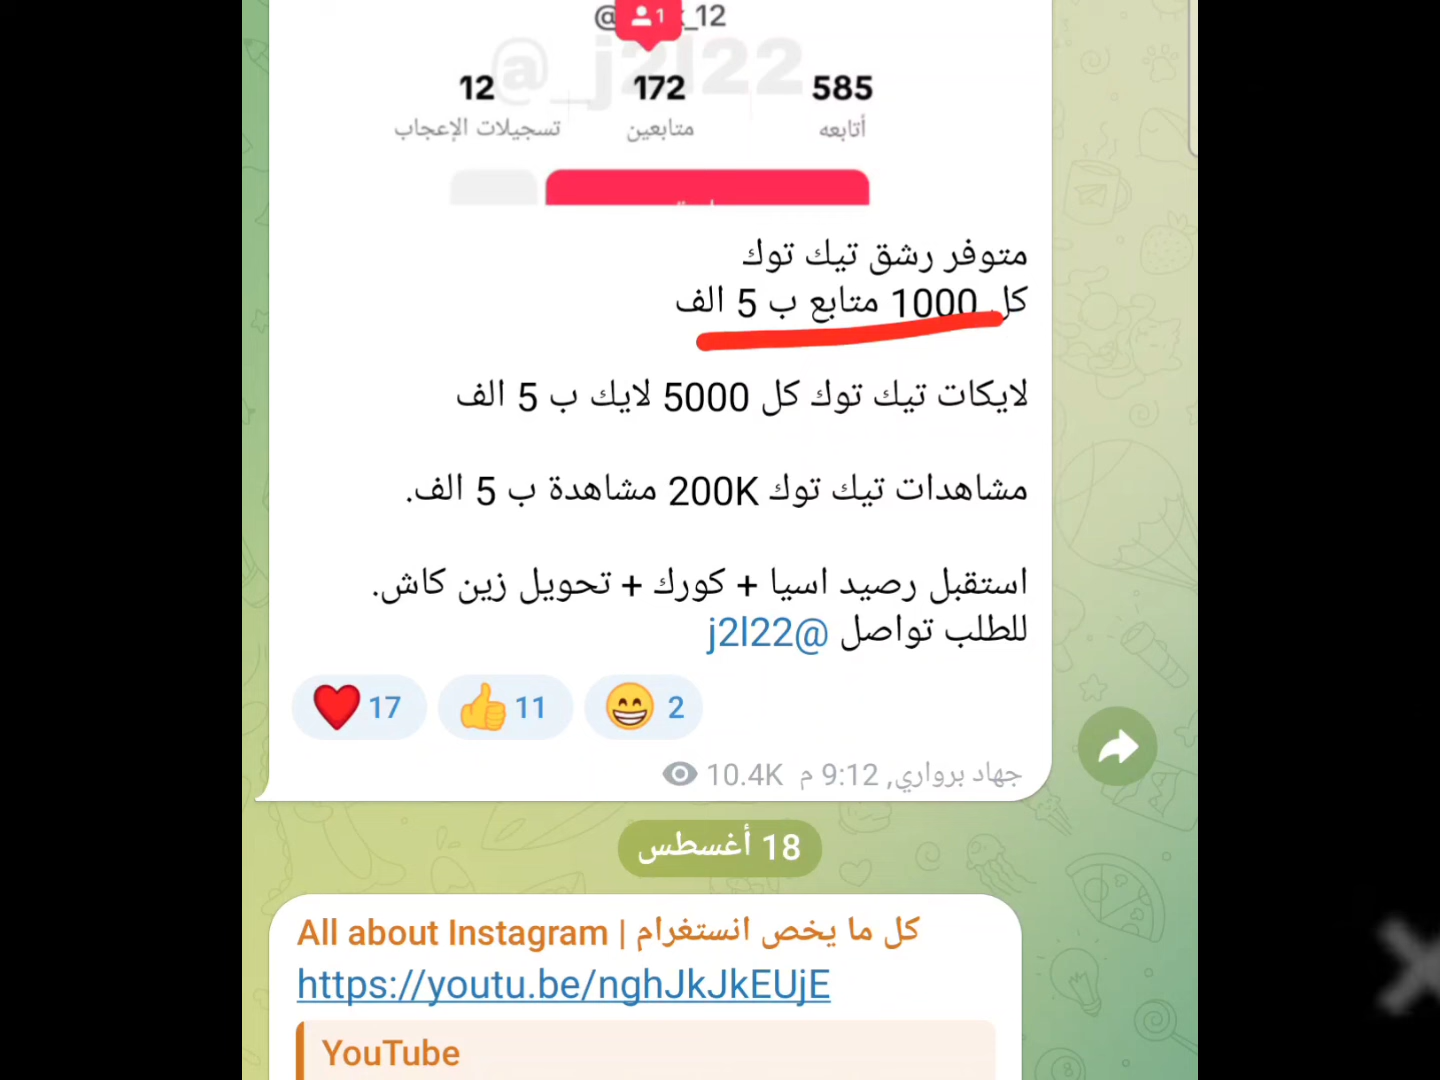 _12
@_j2l22
12 172 585
تسجيلات الإعجاب متابعين أتابعه
متوفر رشق تيك توك
كل 1000 متابع ب 5 الف
لايكات تيك توك كل 5000 لايك ب 5 الف
مشاهدات تيك توك 200K مشاهدة ب 5 الف.
استقبل رصيد اسيا + كورك + تحويل زين كاش.
للطلب تواصل @j2l22
17 11 2
جهاد برواري, 9:12 م 10.4K
18 أغسطس
All about Instagram | كل ما يخص انستغرام
https://youtu.be/nghJkJkEUjE
YouTube